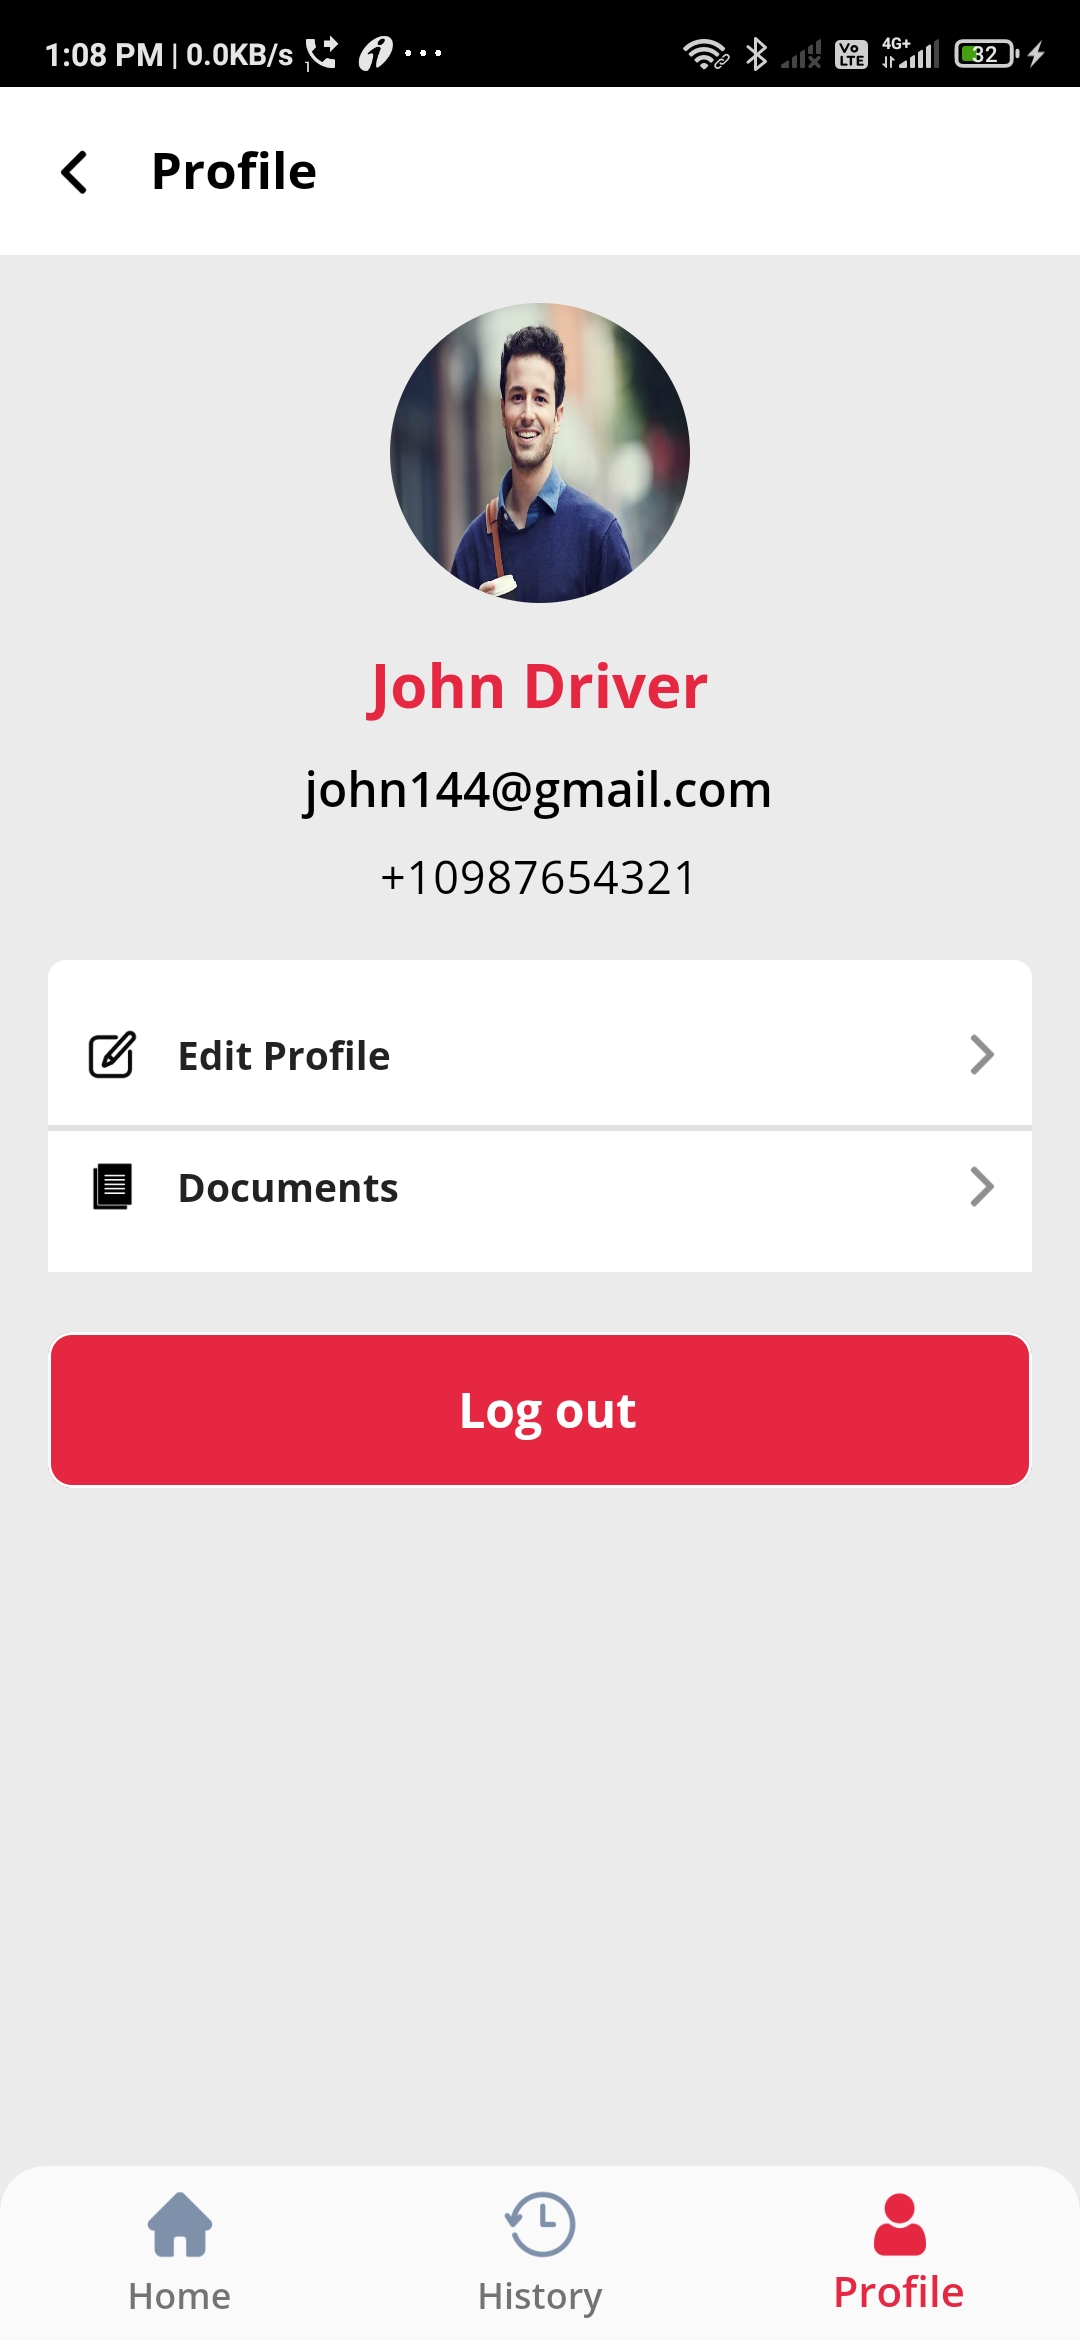 1:08 PM | 0.0KB/s 1 Vo LTE 4G+ 32
Profile
John Driver
john144@gmail.com
+10987654321
Edit Profile
Documents
Log out
Home History Profile